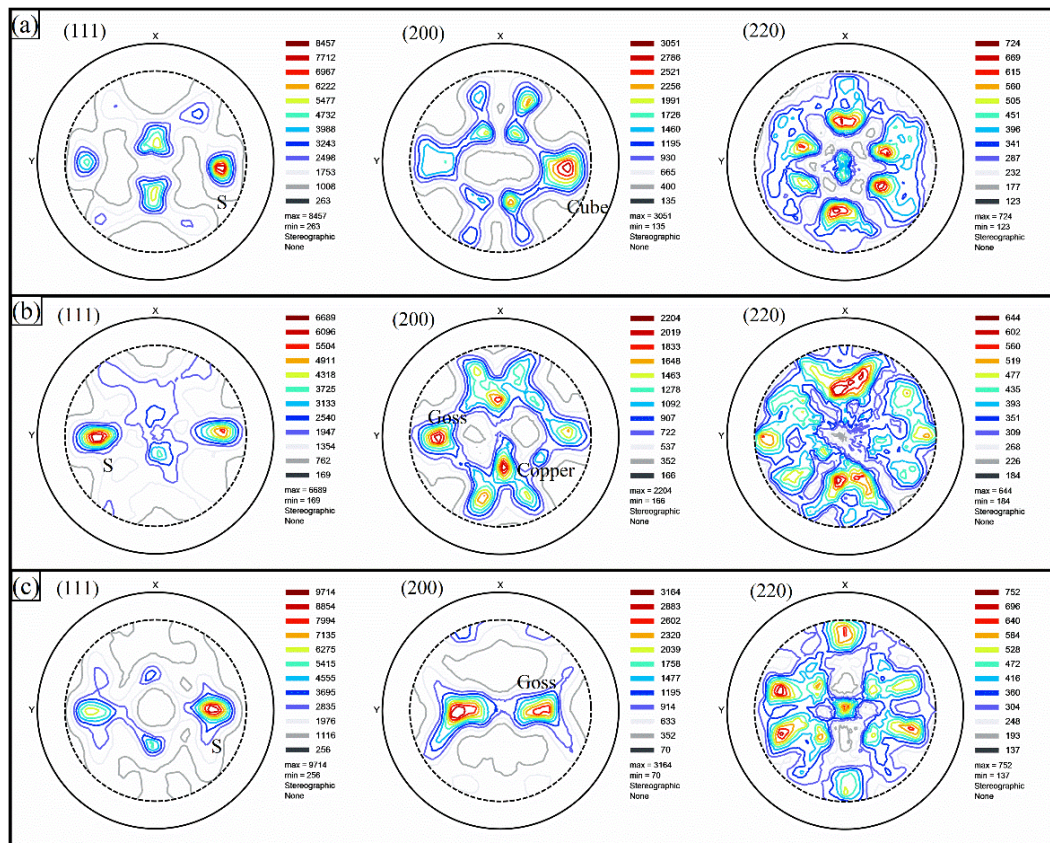 (a)
(111)
X
Y
S
8457
7712
6967
6222
5477
4732
3988
3243
2498
1753
1008
263
max = 8457
min = 263
Stereographic
None
(200)
Y
Cube
3051
2786
2521
2256
1991
1726
1460
1195
930
665
400
135
max = 3051
min = 135
Stereographic
None
(220)
X
Y
724
669
615
560
505
451
396
341
287
232
177
123
max = 724
min = 123
Stereographic
None
(b)
(111)
X
Y
S
6689
6096
5504
4911
4318
3725
3133
2540
1947
1354
762
169
max = 6689
min = 169
Stereographic
None
(200)
Y
Goss
Copper
2204
2019
1833
1648
1463
1278
1092
907
722
537
352
166
max = 2204
min = 166
Stereographic
None
(220)
X
Y
644
602
560
519
477
435
393
351
309
268
226
184
max = 644
min = 184
Stereographic
None
(c)
(111)
X
Y
S
9714
8854
7994
7135
6275
5415
4555
3695
2835
1976
1116
256
max = 9714
min = 256
Stereographic
None
(200)
Y
Goss
3164
2883
2602
2320
2039
1758
1477
1195
914
633
352
70
max = 3164
min = 70
Stereographic
None
(220)
X
Y
752
696
640
584
528
472
416
360
304
248
193
137
max = 752
min = 137
Stereographic
None